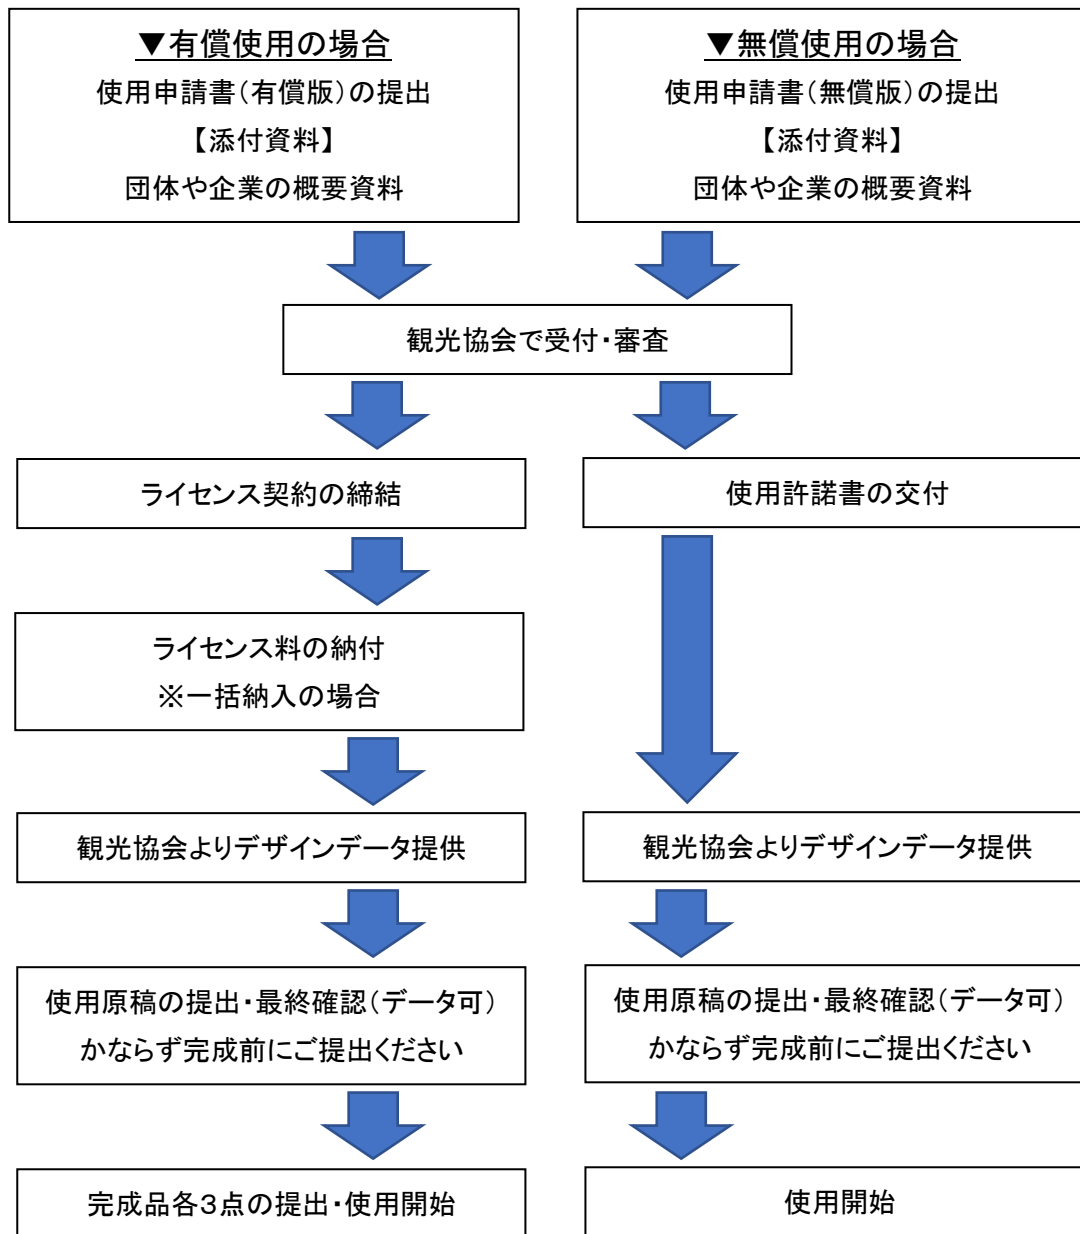 ▼有償使用の場合
使用申請書(有償版)の提出
【添付資料】
団体や企業の概要資料
▼無償使用の場合
使用申請書(無償版)の提出
【添付資料】
団体や企業の概要資料
観光協会で受付・審査
ライセンス契約の締結
使用許諾書の交付
ライセンス料の納付
※一括納入の場合
観光協会よりデザインデータ提供
観光協会よりデザインデータ提供
使用原稿の提出・最終確認(データ可)
かならず完成前にご提出ください
使用原稿の提出・最終確認(データ可)
かならず完成前にご提出ください
完成品各3点の提出・使用開始
使用開始